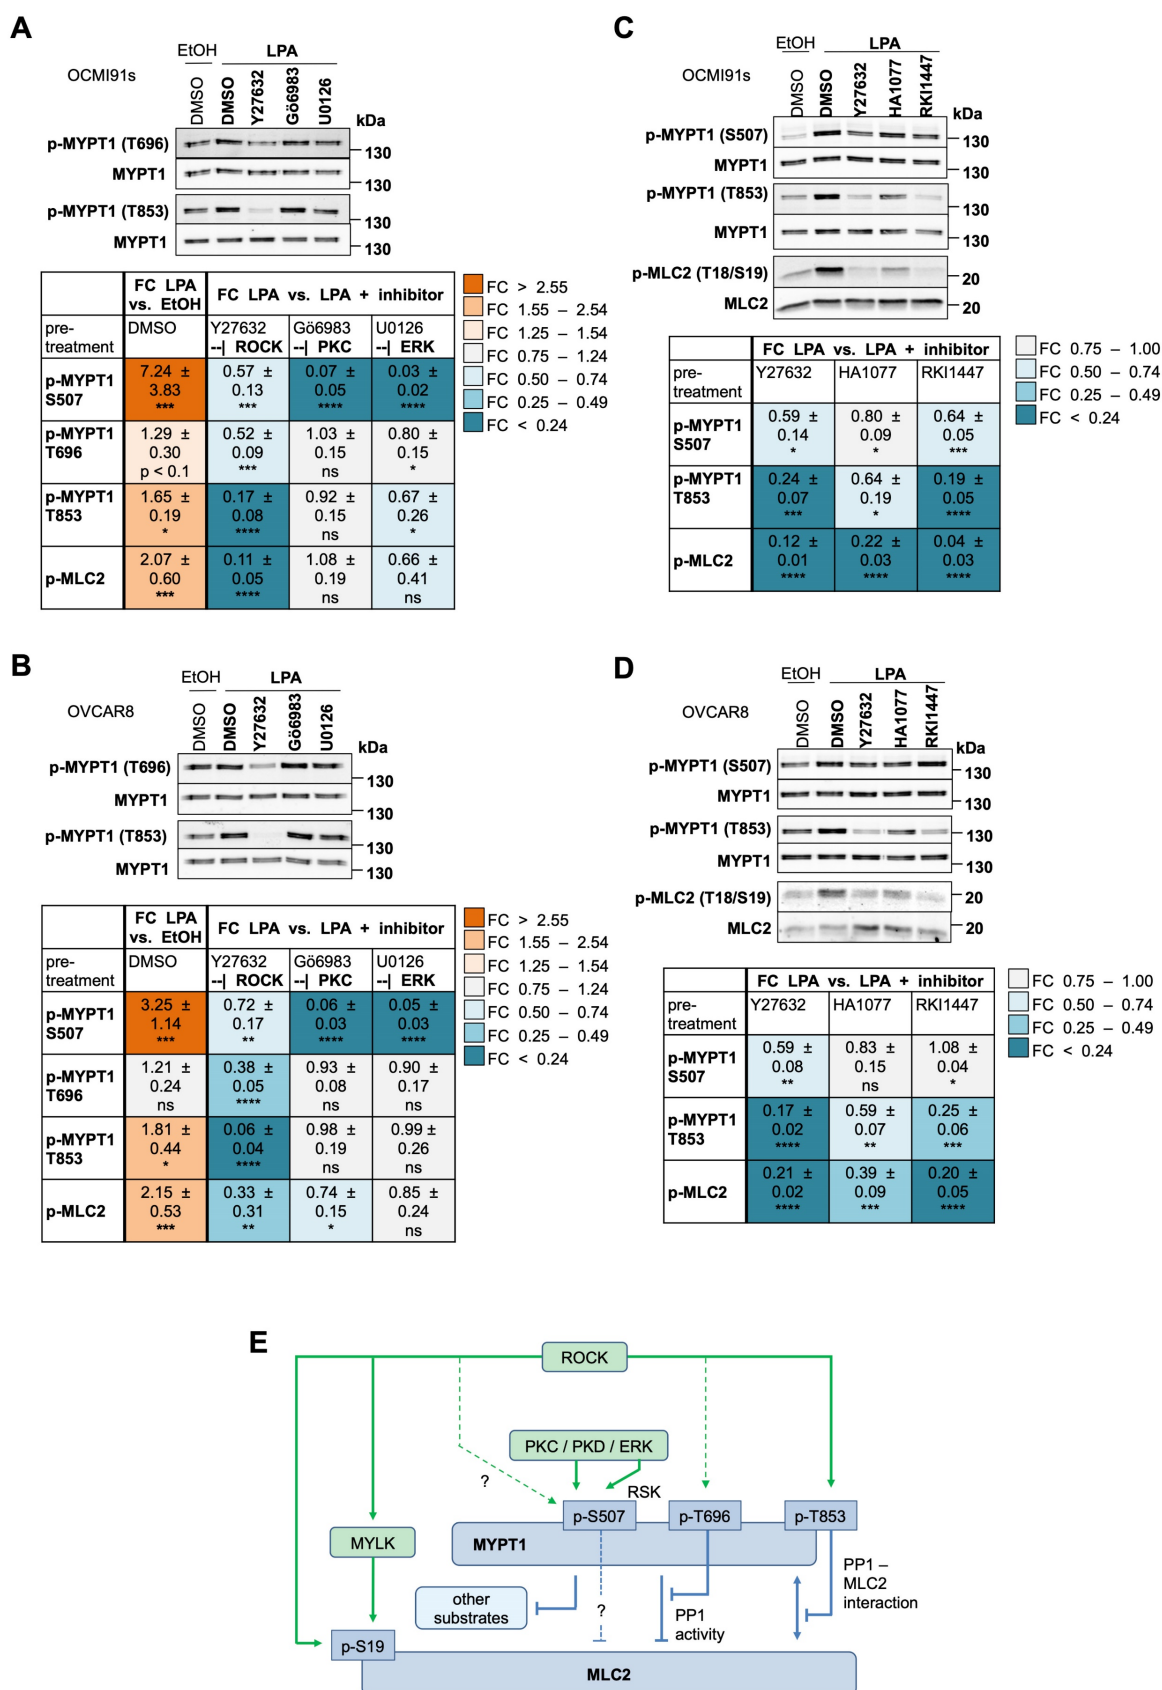 A
EtOH LPA
OCMI91s
DMSO DMSO Y27632 Gö6983 U0126
kDa
p-MYPT1 (T696)
130
MYPT1
130
p-MYPT1 (T853)
130
MYPT1
130
FC LPA vs. EtOH FC LPA vs. LPA + inhibitor
pre-treatment DMSO Y27632 --| ROCK Gö6983 --| PKC U0126 --| ERK
p-MYPT1 S507 7.24 ± 3.83 *** 0.57 ± 0.13 *** 0.07 ± 0.05 **** 0.03 ± 0.02 ****
p-MYPT1 T696 1.29 ± 0.30 p < 0.1 0.52 ± 0.09 *** 1.03 ± 0.15 ns 0.80 ± 0.15 *
p-MYPT1 T853 1.65 ± 0.19 * 0.17 ± 0.08 **** 0.92 ± 0.15 ns 0.67 ± 0.26 *
p-MLC2 2.07 ± 0.60 *** 0.11 ± 0.05 **** 1.08 ± 0.19 ns 0.66 ± 0.41 ns
FC > 2.55
FC 1.55 – 2.54
FC 1.25 – 1.54
FC 0.75 – 1.24
FC 0.50 – 0.74
FC 0.25 – 0.49
FC < 0.24
C
EtOH LPA
OCMI91s
DMSO DMSO Y27632 HA1077 RKI1447
kDa
p-MYPT1 (S507)
130
MYPT1
130
p-MYPT1 (T853)
130
MYPT1
130
p-MLC2 (T18/S19)
20
MLC2
20
FC LPA vs. LPA + inhibitor
pre-treatment Y27632 HA1077 RKI1447
p-MYPT1 S507 0.59 ± 0.14 * 0.80 ± 0.09 * 0.64 ± 0.05 ***
p-MYPT1 T853 0.24 ± 0.07 *** 0.64 ± 0.19 * 0.19 ± 0.05 ****
p-MLC2 0.12 ± 0.01 **** 0.22 ± 0.03 **** 0.04 ± 0.03 ****
FC 0.75 – 1.00
FC 0.50 – 0.74
FC 0.25 – 0.49
FC < 0.24
B
EtOH LPA
OVCAR8
DMSO DMSO Y27632 Gö6983 U0126
kDa
p-MYPT1 (T696)
130
MYPT1
130
p-MYPT1 (T853)
130
MYPT1
130
FC LPA vs. EtOH FC LPA vs. LPA + inhibitor
pre-treatment DMSO Y27632 --| ROCK Gö6983 --| PKC U0126 --| ERK
p-MYPT1 S507 3.25 ± 1.14 *** 0.72 ± 0.17 ** 0.06 ± 0.03 **** 0.05 ± 0.03 ****
p-MYPT1 T696 1.21 ± 0.24 ns 0.38 ± 0.05 **** 0.93 ± 0.08 ns 0.90 ± 0.17 ns
p-MYPT1 T853 1.81 ± 0.44 * 0.06 ± 0.04 **** 0.98 ± 0.19 ns 0.99 ± 0.26 ns
p-MLC2 2.15 ± 0.53 *** 0.33 ± 0.31 ** 0.74 ± 0.15 * 0.85 ± 0.24 ns
FC > 2.55
FC 1.55 – 2.54
FC 1.25 – 1.54
FC 0.75 – 1.24
FC 0.50 – 0.74
FC 0.25 – 0.49
FC < 0.24
D
EtOH LPA
OVCAR8
DMSO DMSO Y27632 HA1077 RKI1447
kDa
p-MYPT1 (S507)
130
MYPT1
130
p-MYPT1 (T853)
130
MYPT1
130
p-MLC2 (T18/S19)
20
MLC2
20
FC LPA vs. LPA + inhibitor
pre-treatment Y27632 HA1077 RKI1447
p-MYPT1 S507 0.59 ± 0.08 ** 0.83 ± 0.15 ns 1.08 ± 0.04 *
p-MYPT1 T853 0.17 ± 0.02 **** 0.59 ± 0.07 ** 0.25 ± 0.06 ***
p-MLC2 0.21 ± 0.02 **** 0.39 ± 0.09 *** 0.20 ± 0.05 ****
FC 0.75 – 1.00
FC 0.50 – 0.74
FC 0.25 – 0.49
FC < 0.24
E
ROCK
PKC / PKD / ERK
?
RSK
p-S507 p-T696 p-T853
MYLK
MYPT1
PP1 –
MLC2
interaction
other
substrates
?
PP1
activity
p-S19
MLC2